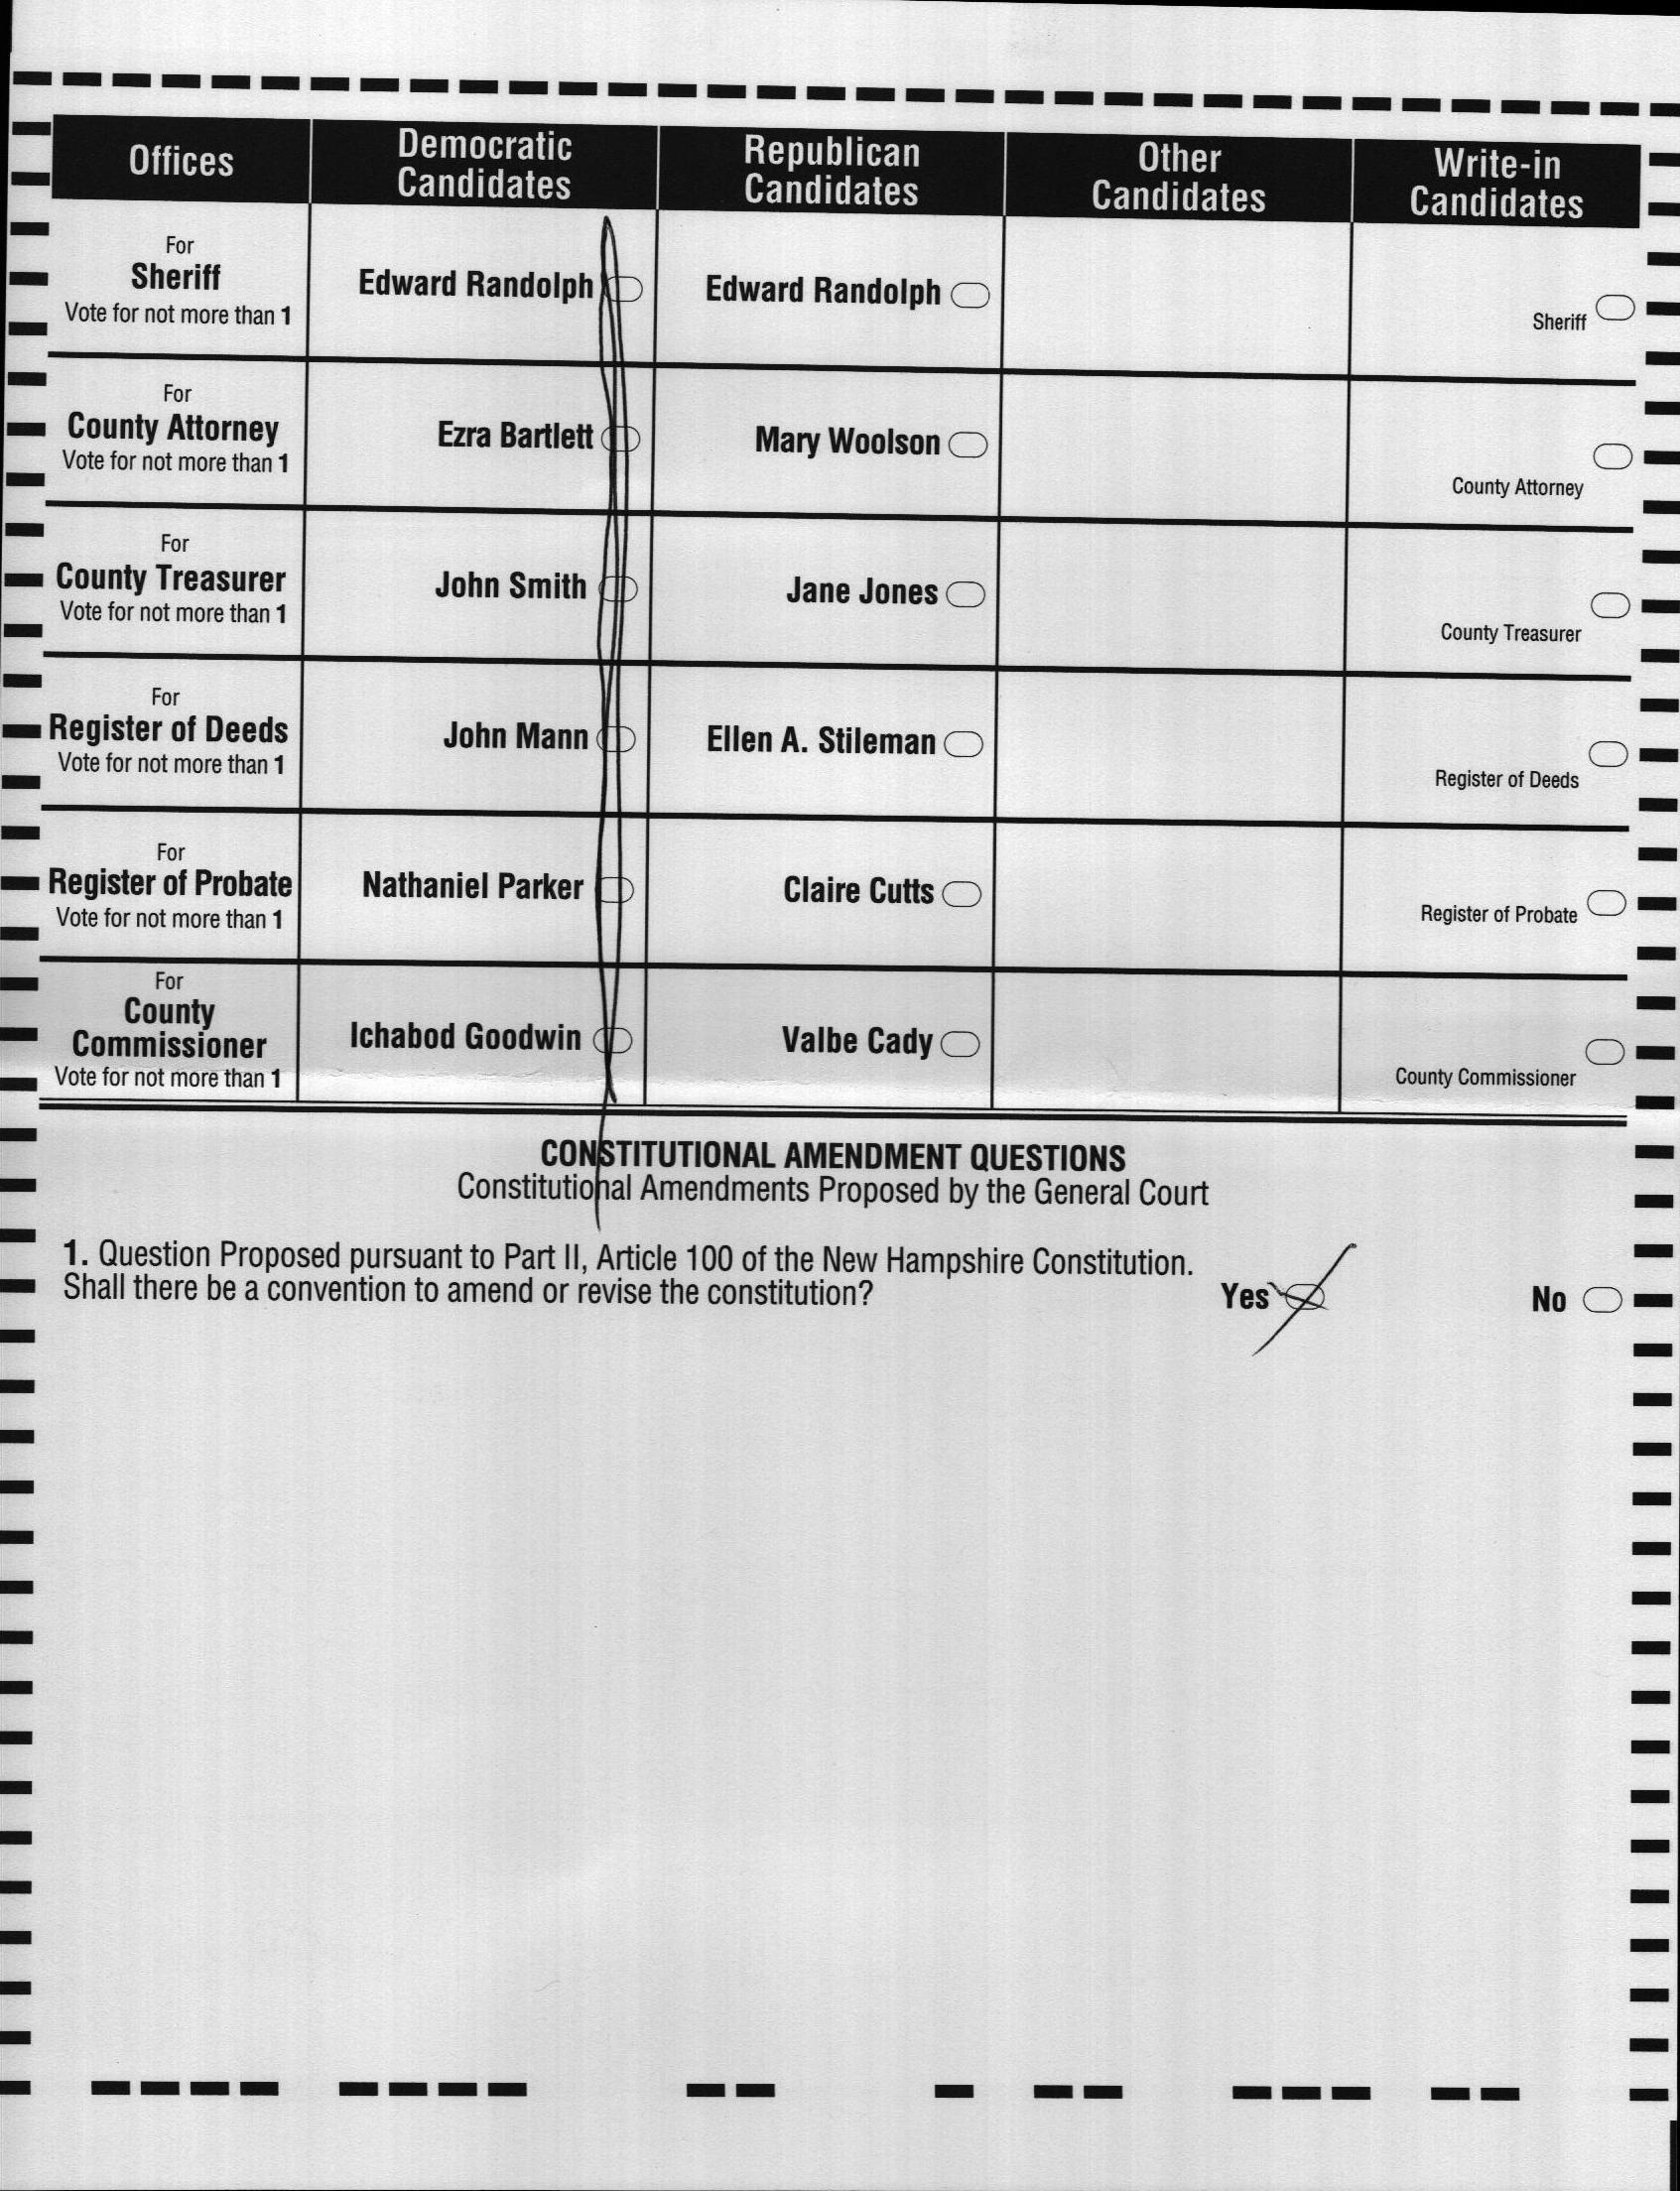 Offices
Democratic
Candidates
Republican
Candidates
Other
Candidates
Write-in
Candidates
For
Sheriff
Vote for not more than 1
Edward Randolph
Edward Randolph
Sheriff
For
County Attorney
Vote for not more than 1
Ezra Bartlett
Mary Woolson
County Attorney
For
County Treasurer
Vote for not more than 1
John Smith
Jane Jones
County Treasurer
For
Register of Deeds
Vote for not more than 1
John Mann
Ellen A. Stileman
Register of Deeds
For
Register of Probate
Vote for not more than 1
Nathaniel Parker
Claire Cutts
Register of Probate
For
County
Commissioner
Vote for not more than 1
Ichabod Goodwin
Valbe Cady
County Commissioner
CONSTITUTIONAL AMENDMENT QUESTIONS
Constitutional Amendments Proposed by the General Court
1. Question Proposed pursuant to Part II, Article 100 of the New Hampshire Constitution.
Shall there be a convention to amend or revise the constitution?
Yes
No